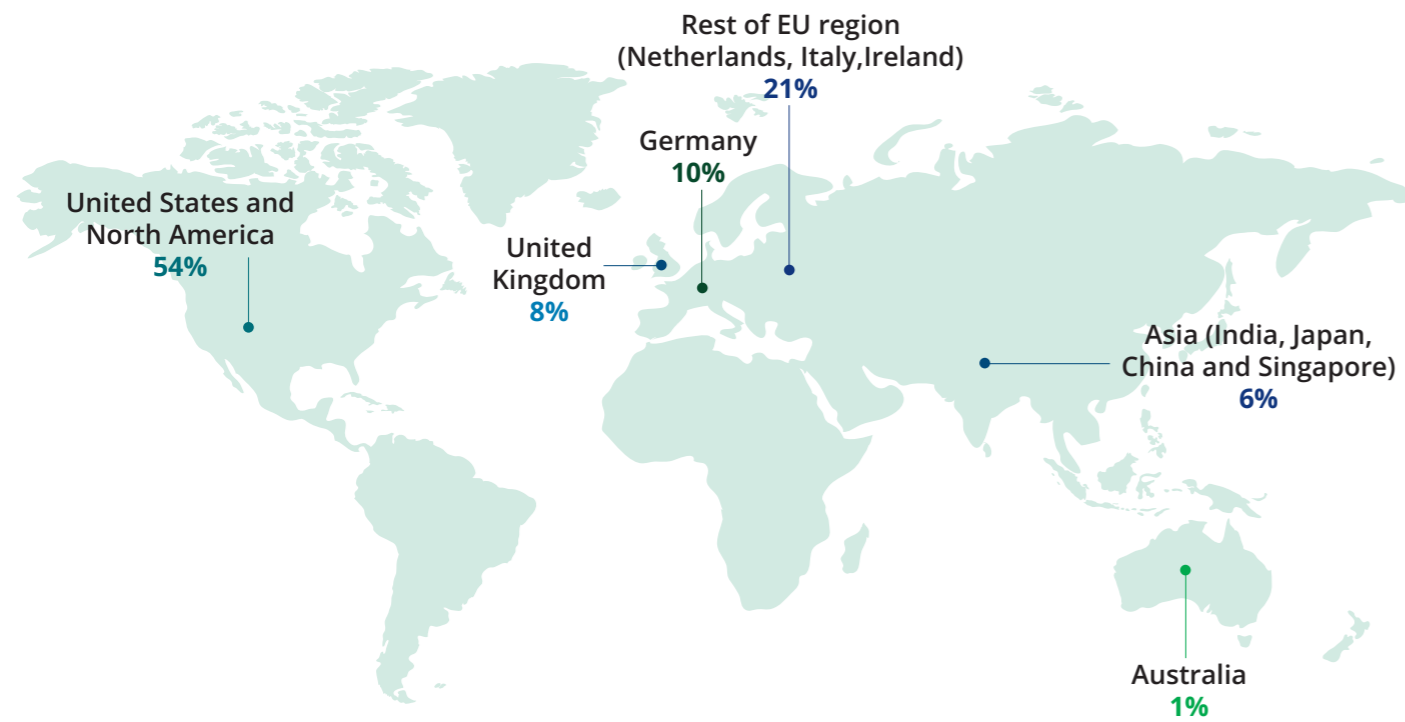 Rest of EU region
(Netherlands, Italy,Ireland)
21%
Germany
10%
United States and
North America
54%
United
Kingdom
8%
Asia (India, Japan,
China and Singapore)
6%
Australia
1%